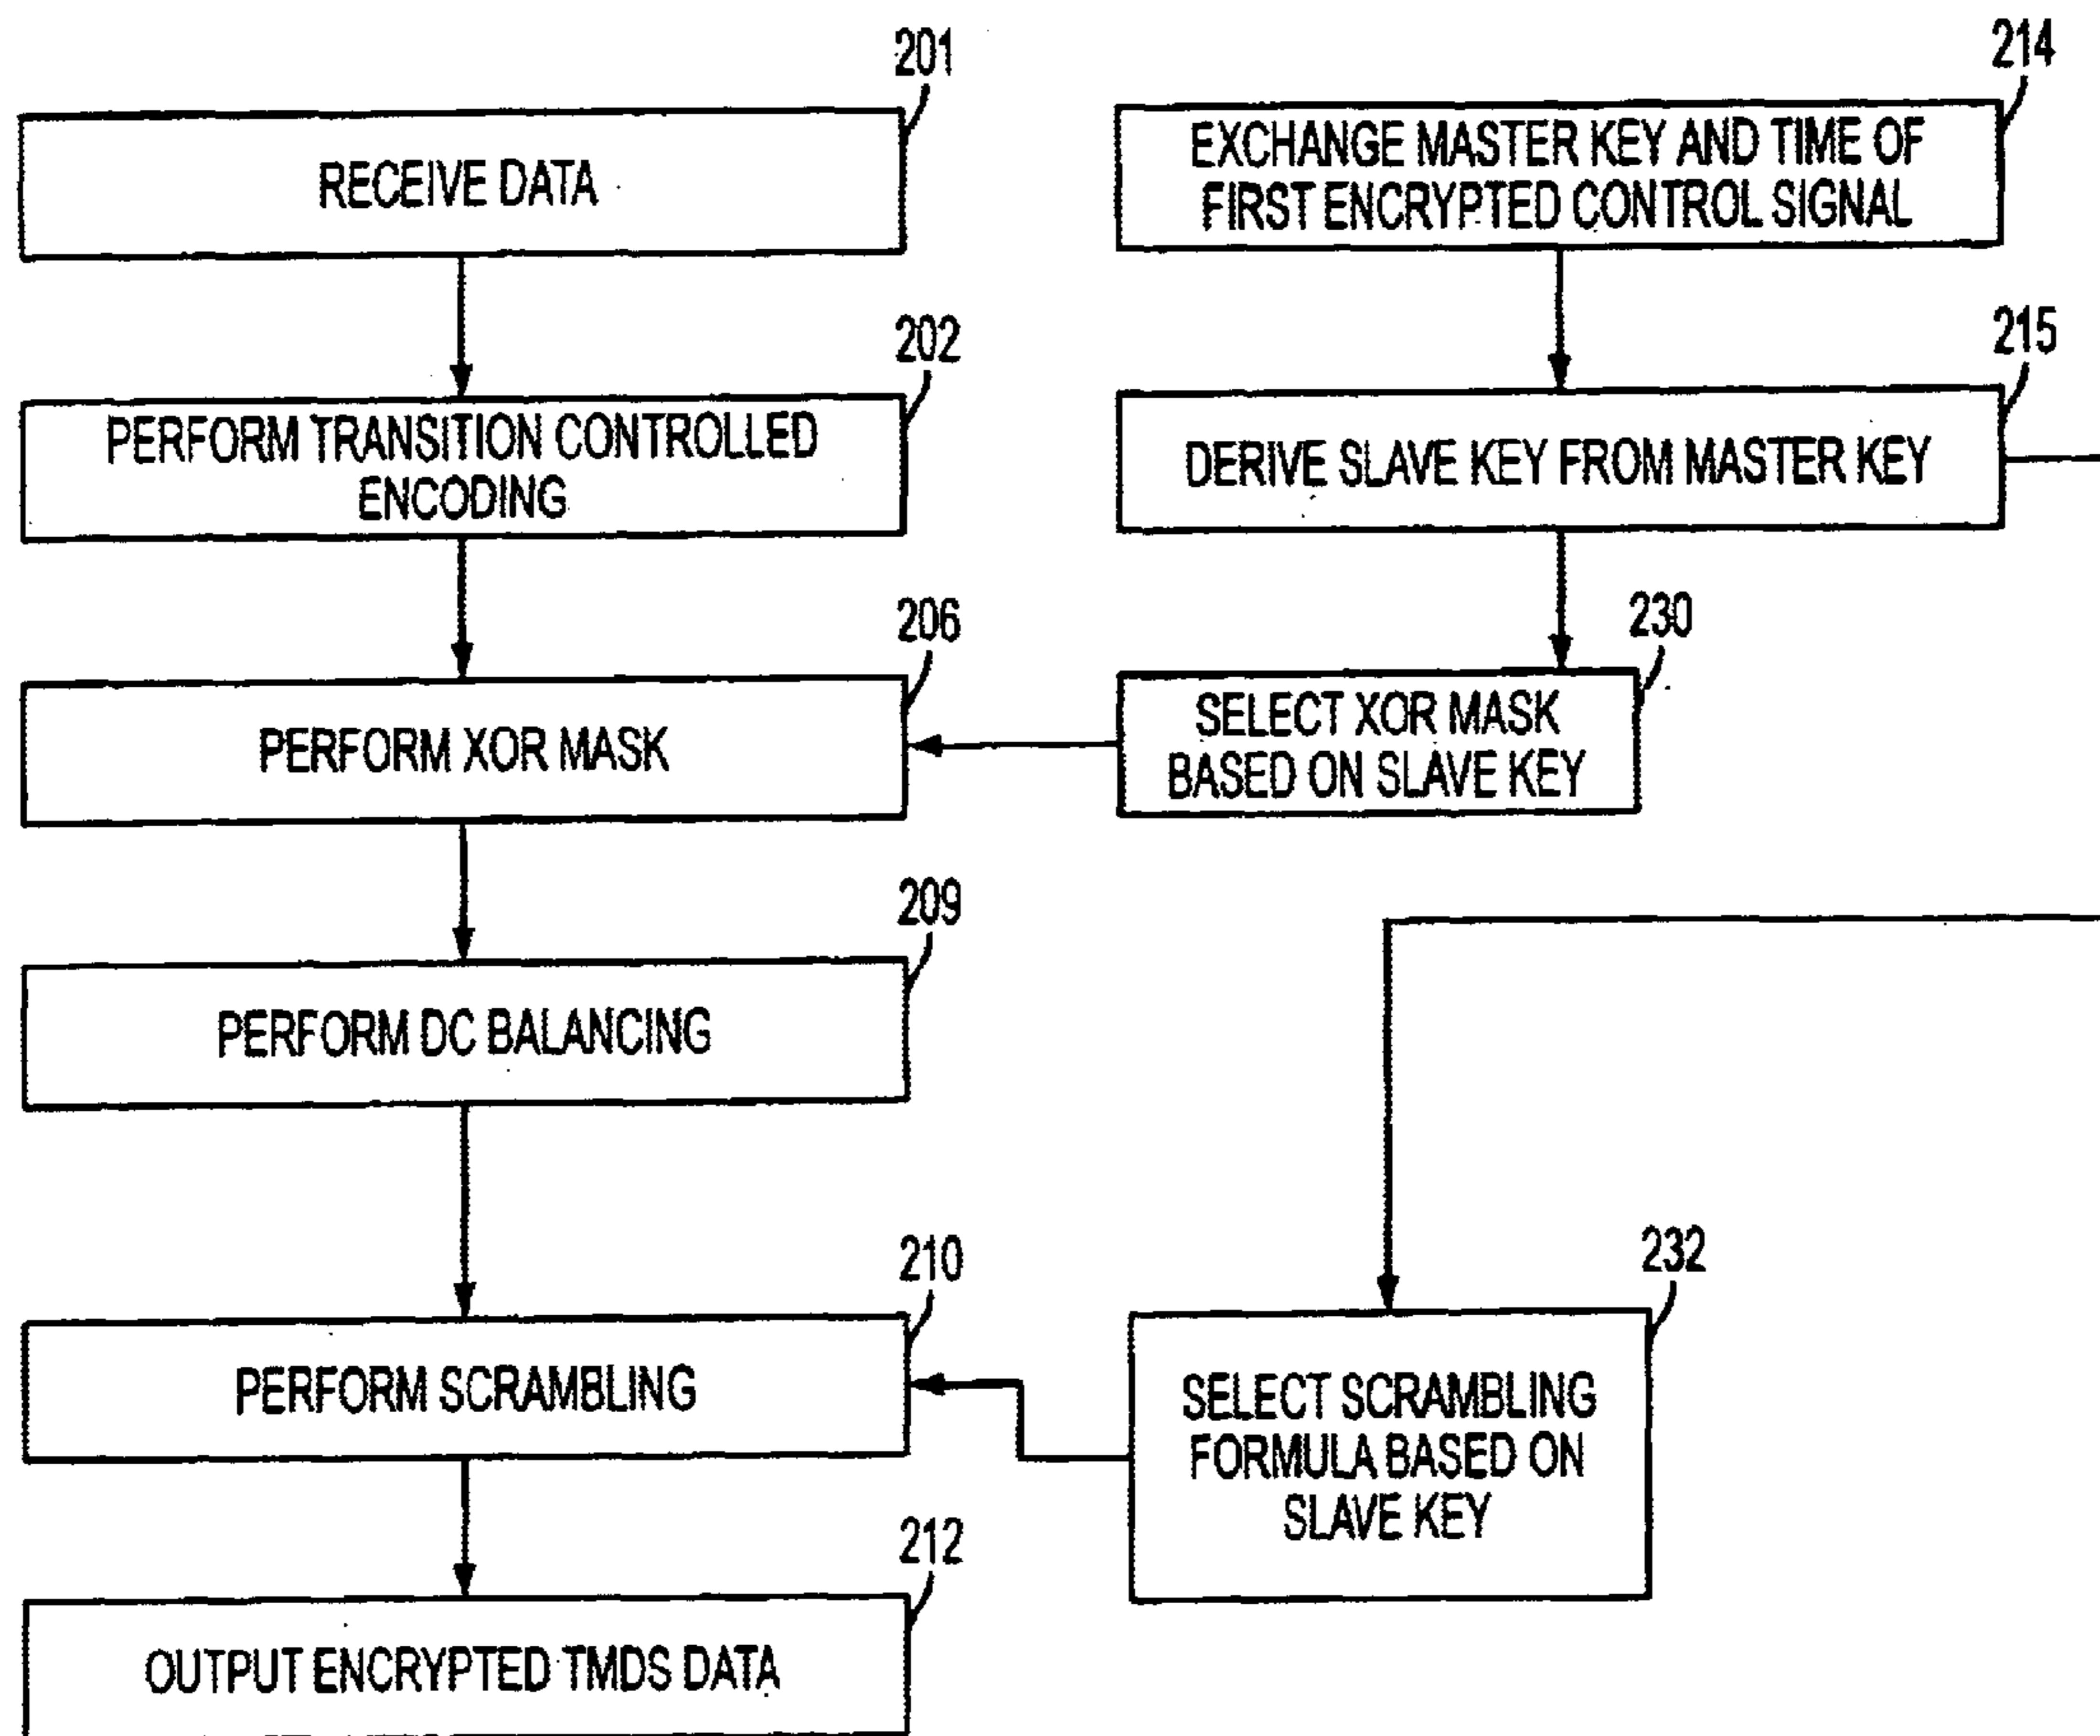 201
RECEIVE DATA
202
PERFORM TRANSITION CONTROLLED
ENCODING
206
PERFORM XOR MASK
209
PERFORM DC BALANCING
210
PERFORM SCRAMBLING
212
OUTPUT ENCRYPTED TMDS DATA
214
EXCHANGE MASTER KEY AND TIME OF
FIRST ENCRYPTED CONTROL SIGNAL
215
DERIVE SLAVE KEY FROM MASTER KEY
230
SELECT XOR MASK
BASED ON SLAVE KEY
232
SELECT SCRAMBLING
FORMULA BASED ON
SLAVE KEY